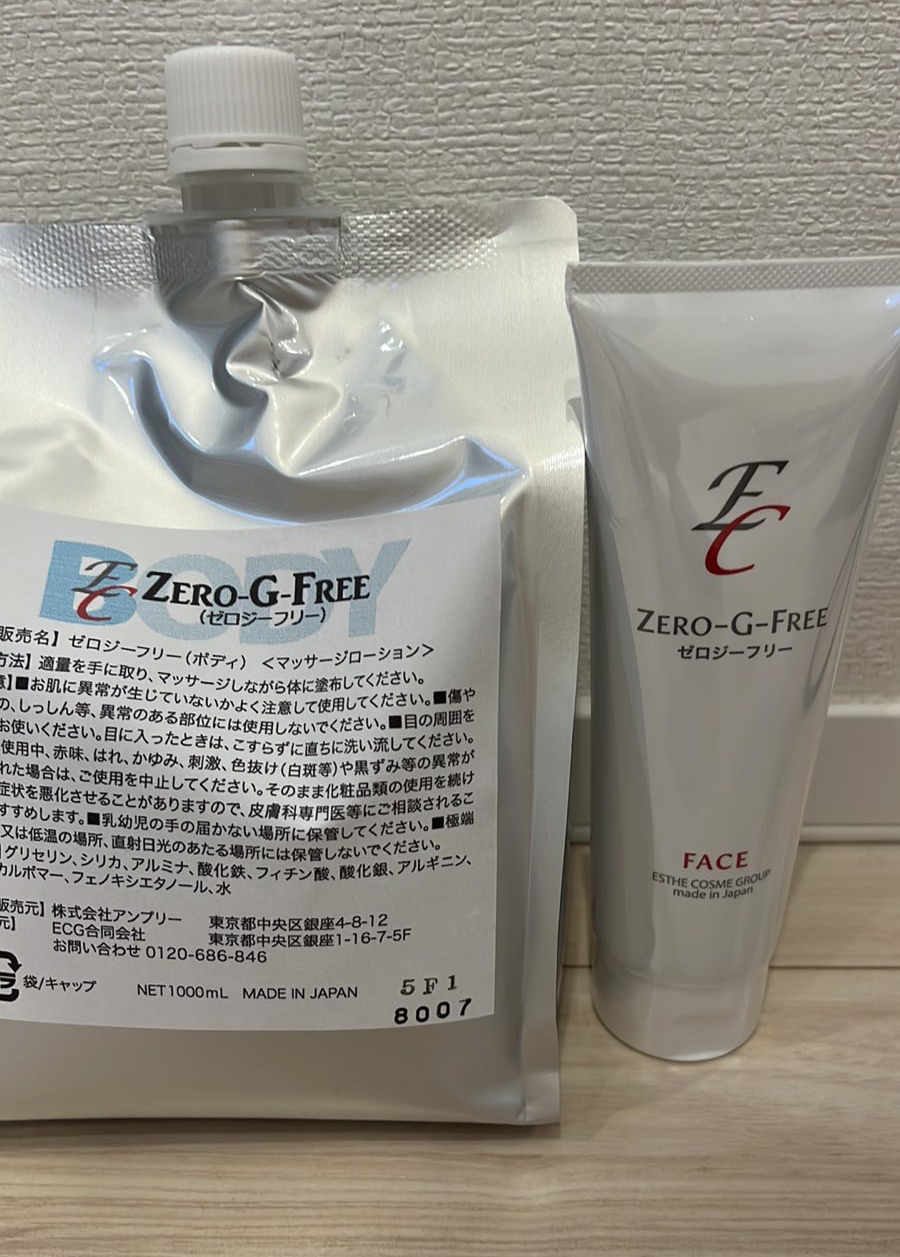 BODY
EC ZERO-G-FREE
(ゼロジーフリー)
販売名】ゼロジーフリー(ボディ) <マッサージローション>
方法】適量を手に取り、マッサージしながら体に塗布してください。
意】■お肌に異常が生じていないかよく注意して使用してください。■傷や
の、しっしん等、異常のある部位には使用しないでください。■目の周囲を
お使いください。目に入ったときは、こすらずに直ちに洗い流してください。
使用中、赤味、はれ、かゆみ、刺激、色抜け(白斑等)や黒ずみ等の異常が
れた場合は、ご使用を中止してください。そのまま化粧品類の使用を続け
症状を悪化させることがありますので、皮膚科専門医等にご相談されるこ
すすめします。■乳幼児の手の届かない場所に保管してください。■極端
又は低温の場所、直射日光のあたる場所には保管しないでください。
】グリセリン、シリカ、アルミナ、酸化鉄、フィチン酸、酸化銀、アルギニン、
カルボマー、フェノキシエタノール、水
販売元】株式会社アンプリー 東京都中央区銀座4-8-12
元】 ECG合同会社 東京都中央区銀座1-16-7-5F
お問い合わせ 0120-686-846
袋/キャップ NET1000mL MADE IN JAPAN
5F1
8007
EC
ZERO-G-FREE
ゼロジーフリー
FACE
ESTHE COSME GROUP
made in Japan